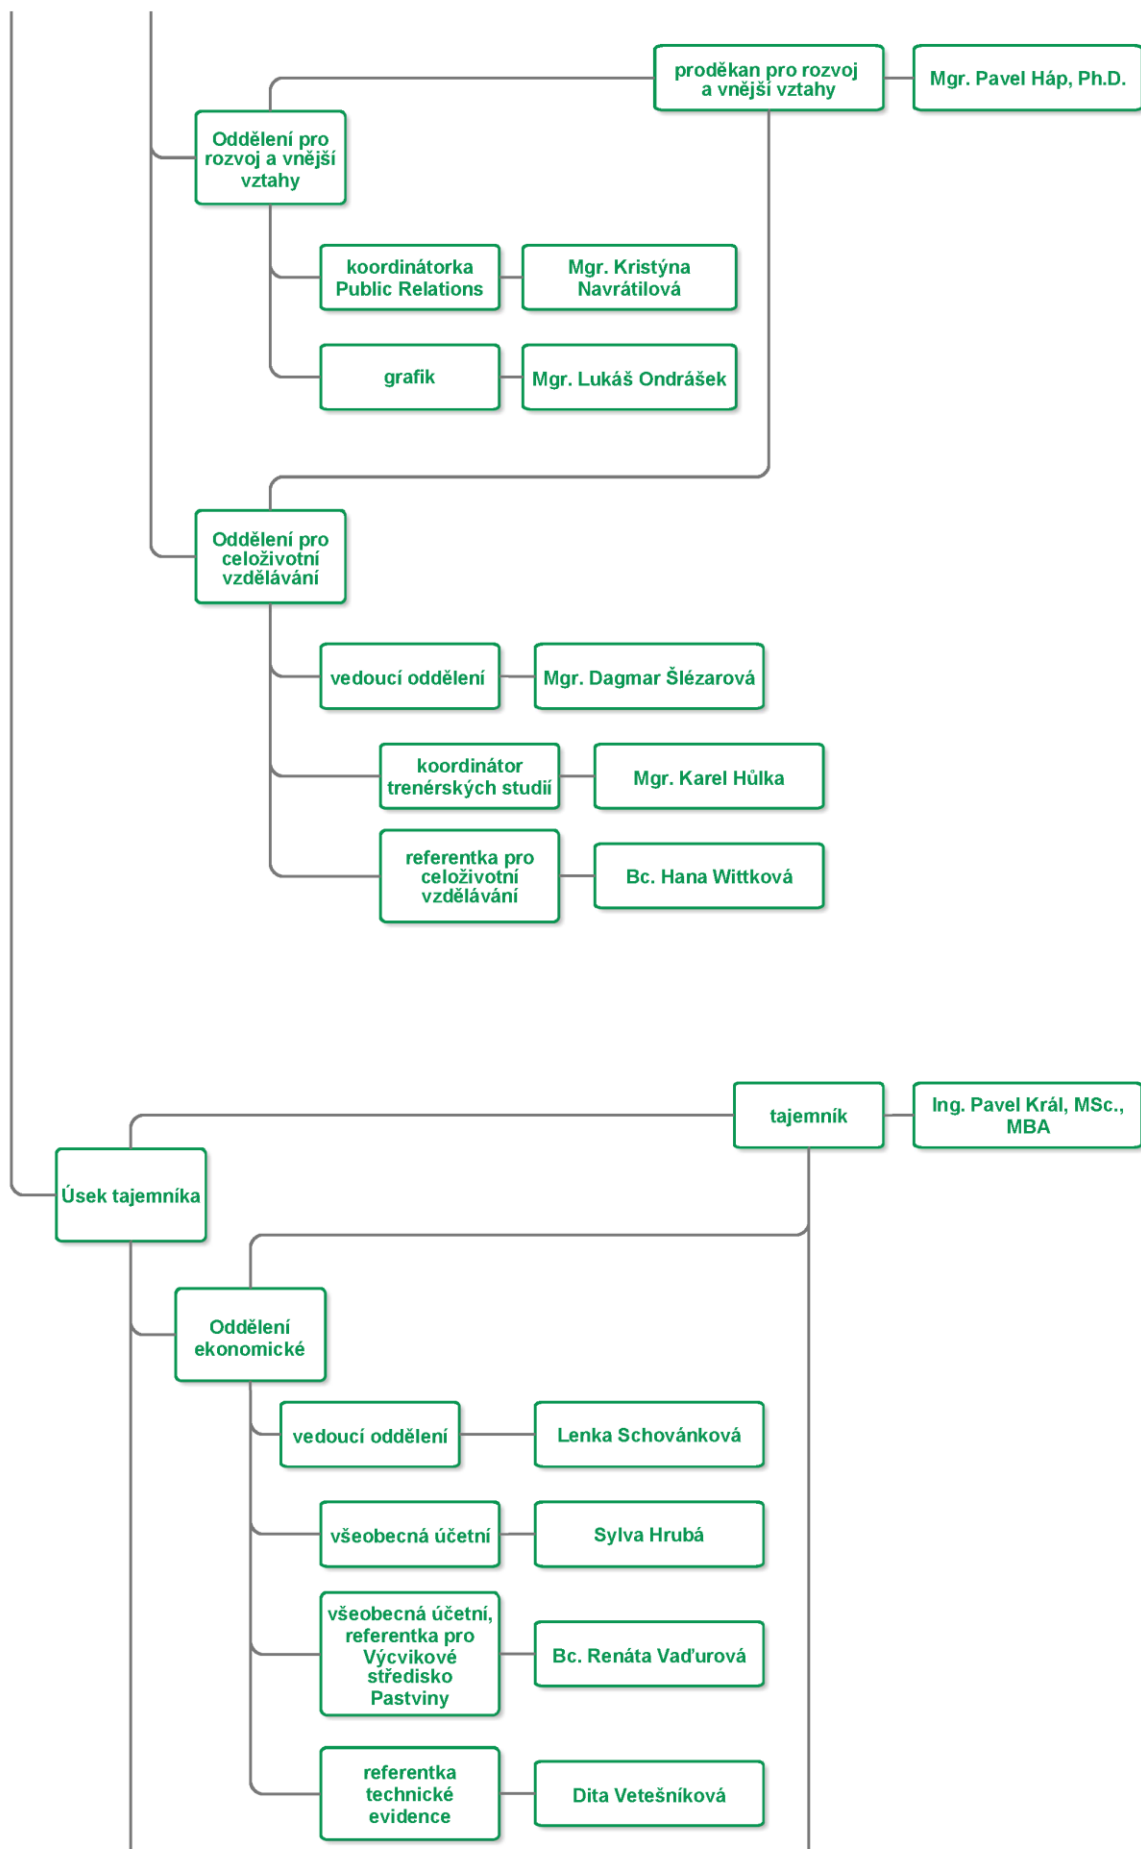 proděkan pro rozvoj
a vnější vztahy
Mgr. Pavel Háp, Ph.D.
Oddělení pro
rozvoj a vnější
vztahy
koordinátorka
Public Relations
Mgr. Kristýna
Navrátilová
grafik
Mgr. Lukáš Ondrášek
Oddělení pro
celoživotní
vzdělávání
vedoucí oddělení
Mgr. Dagmar Šlézarová
koordinátor
trenérských studií
Mgr. Karel Hůlka
referentka pro
celoživotní
vzdělávání
Bc. Hana Wittková
tajemník
Ing. Pavel Král, MSc.,
MBA
Úsek tajemníka
Oddělení
ekonomické
vedoucí oddělení
Lenka Schovánková
všeobecná účetní
Sylva Hrubá
všeobecná účetní,
referentka pro
Výcvikové
středisko
Pastviny
Bc. Renáta Vaďurová
referentka
technické
evidence
Dita Vetešníková